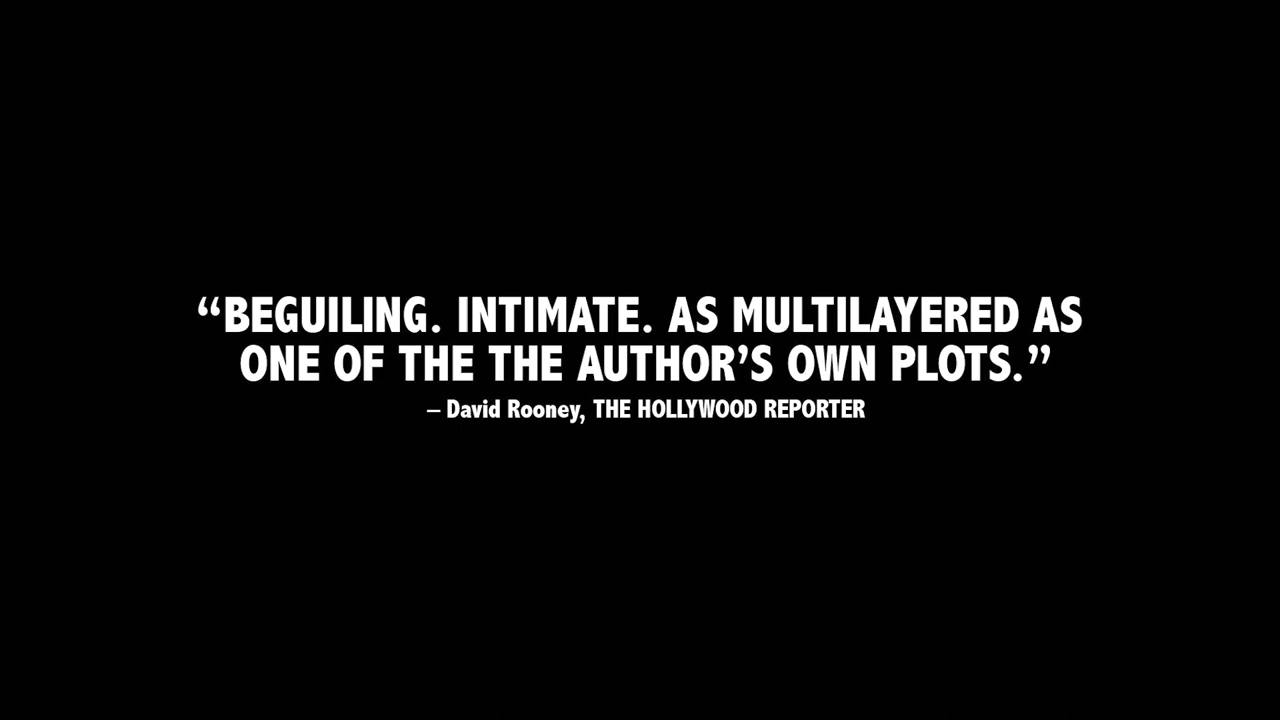 “BEGUILING. INTIMATE. AS MULTILAYERED AS
ONE OF THE THE AUTHOR’S OWN PLOTS.”
– David Rooney, THE HOLLYWOOD REPORTER